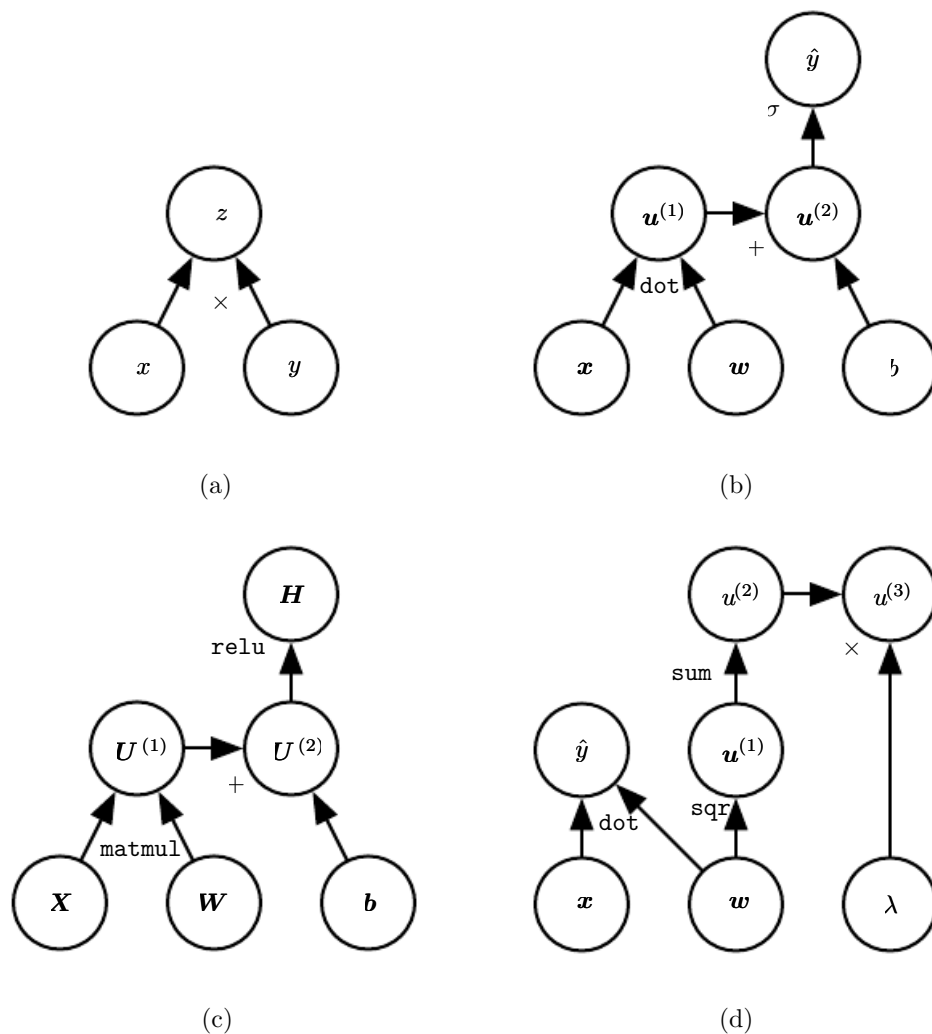 ŷ
σ
z
u(1)
u(2)
+
×
dot
x
y
x
w
b
(a)
(b)
H
u(2)
u(3)
relu
×
sum
U(1)
U(2)
ŷ
u(1)
+
sqr
dot
matmul
X
W
b
x
w
λ
(c)
(d)